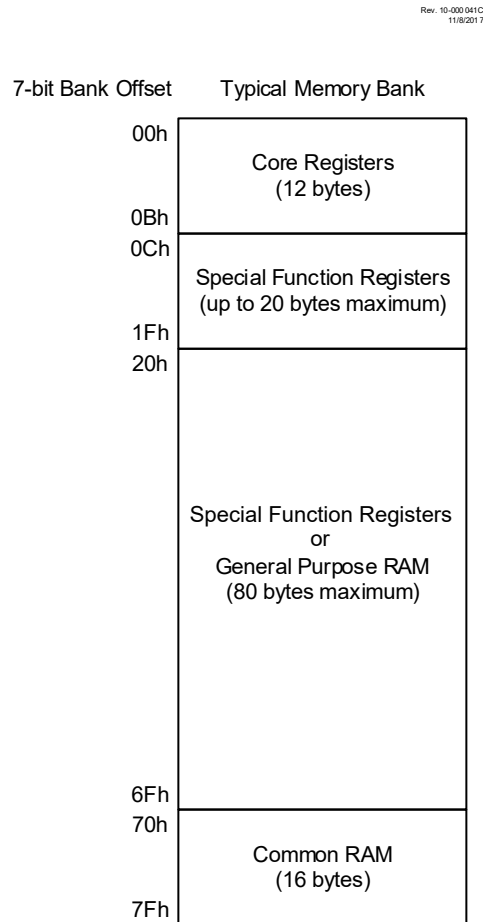 Rev. 10-000041C
11/8/2017
7-bit Bank Offset Typical Memory Bank
00h
Core Registers
(12 bytes)
0Bh
0Ch
Special Function Registers
(up to 20 bytes maximum)
1Fh
20h
Special Function Registers
or
General Purpose RAM
(80 bytes maximum)
6Fh
70h
Common RAM
(16 bytes)
7Fh